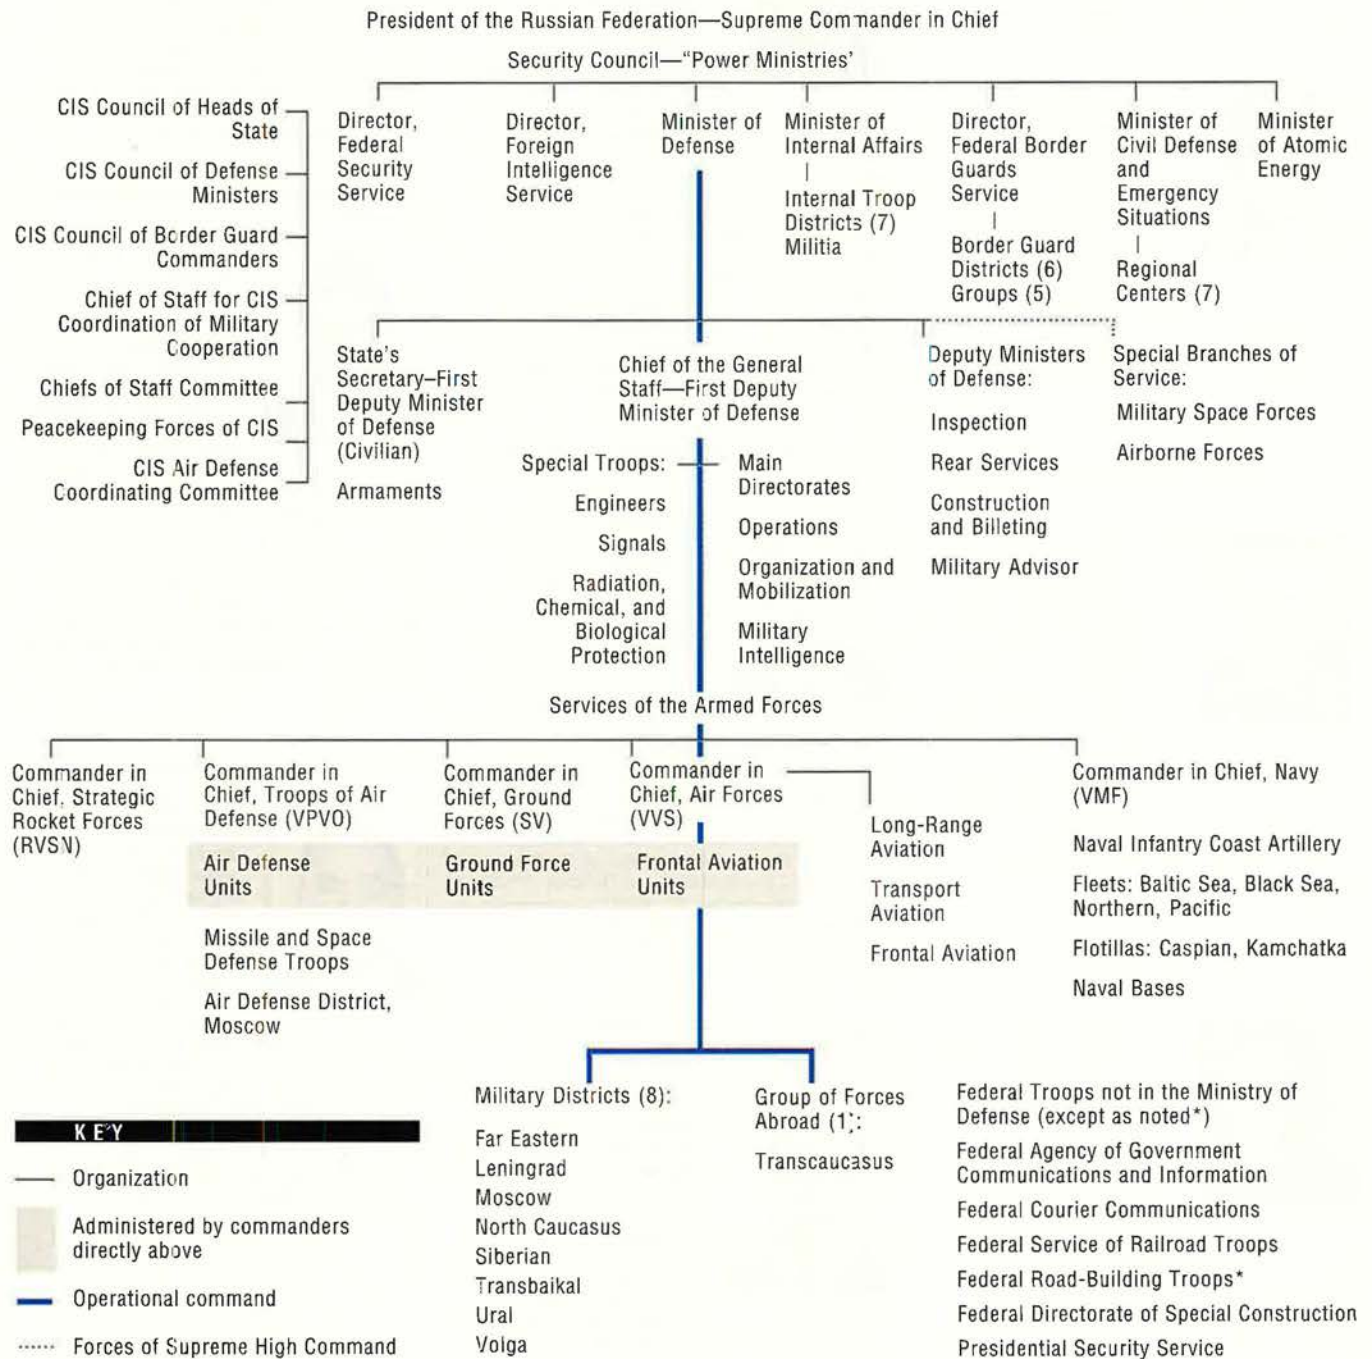 President of the Russian Federation—Supreme Commander in Chief
Security Council—“Power Ministries’
CIS Council of Heads of
State
CIS Council of Defense
Ministers
CIS Council of Border Guard
Commanders
Chief of Staff for CIS
Coordination of Military
Cooperation
Chiefs of Staff Committee
Peacekeeping Forces of CIS
CIS Air Defense
Coordinating Committee
Director,
Federal
Security
Service
Director,
Foreign
Intelligence
Service
Minister of
Defense
Minister of
Internal Affairs
Internal Troop
Districts (7)
Militia
Director,
Federal Border
Guards
Service
Border Guard
Districts (6)
Groups (5)
Minister of
Civil Defense
and
Emergency
Situations
Regional
Centers (7)
Minister
of Atomic
Energy
State’s
Secretary–First
Deputy Minister
of Defense
(Civilian)
Armaments
Chief of the General
Staff—First Deputy
Minister of Defense
Special Troops:
Engineers
Signals
Radiation,
Chemical, and
Biological
Protection
Main
Directorates
Operations
Organization and
Mobilization
Military
Intelligence
Deputy Ministers
of Defense:
Inspection
Rear Services
Construction
and Billeting
Military Advisor
Special Branches of
Service:
Military Space Forces
Airborne Forces
Services of the Armed Forces
Commander in
Chief, Strategic
Rocket Forces
(RVSN)
Commander in
Chief, Troops of Air
Defense (VPVO)
Air Defense
Units
Missile and Space
Defense Troops
Air Defense District,
Moscow
Commander in
Chief, Ground
Forces (SV)
Ground Force
Units
Commander in
Chief, Air Forces
(VVS)
Frontal Aviation
Units
Long-Range
Aviation
Transport
Aviation
Frontal Aviation
Commander in Chief, Navy
(VMF)
Naval Infantry Coast Artillery
Fleets: Baltic Sea, Black Sea,
Northern, Pacific
Flotillas: Caspian, Kamchatka
Naval Bases
KEY
Organization
Administered by commanders
directly above
Operational command
Forces of Supreme High Command
Military Districts (8):
Far Eastern
Leningrad
Moscow
North Caucasus
Siberian
Transbaikal
Ural
Volga
Group of Forces
Abroad (1):
Transcaucasus
Federal Troops not in the Ministry of
Defense (except as noted*)
Federal Agency of Government
Communications and Information
Federal Courier Communications
Federal Service of Railroad Troops
Federal Road-Building Troops*
Federal Directorate of Special Construction
Presidential Security Service